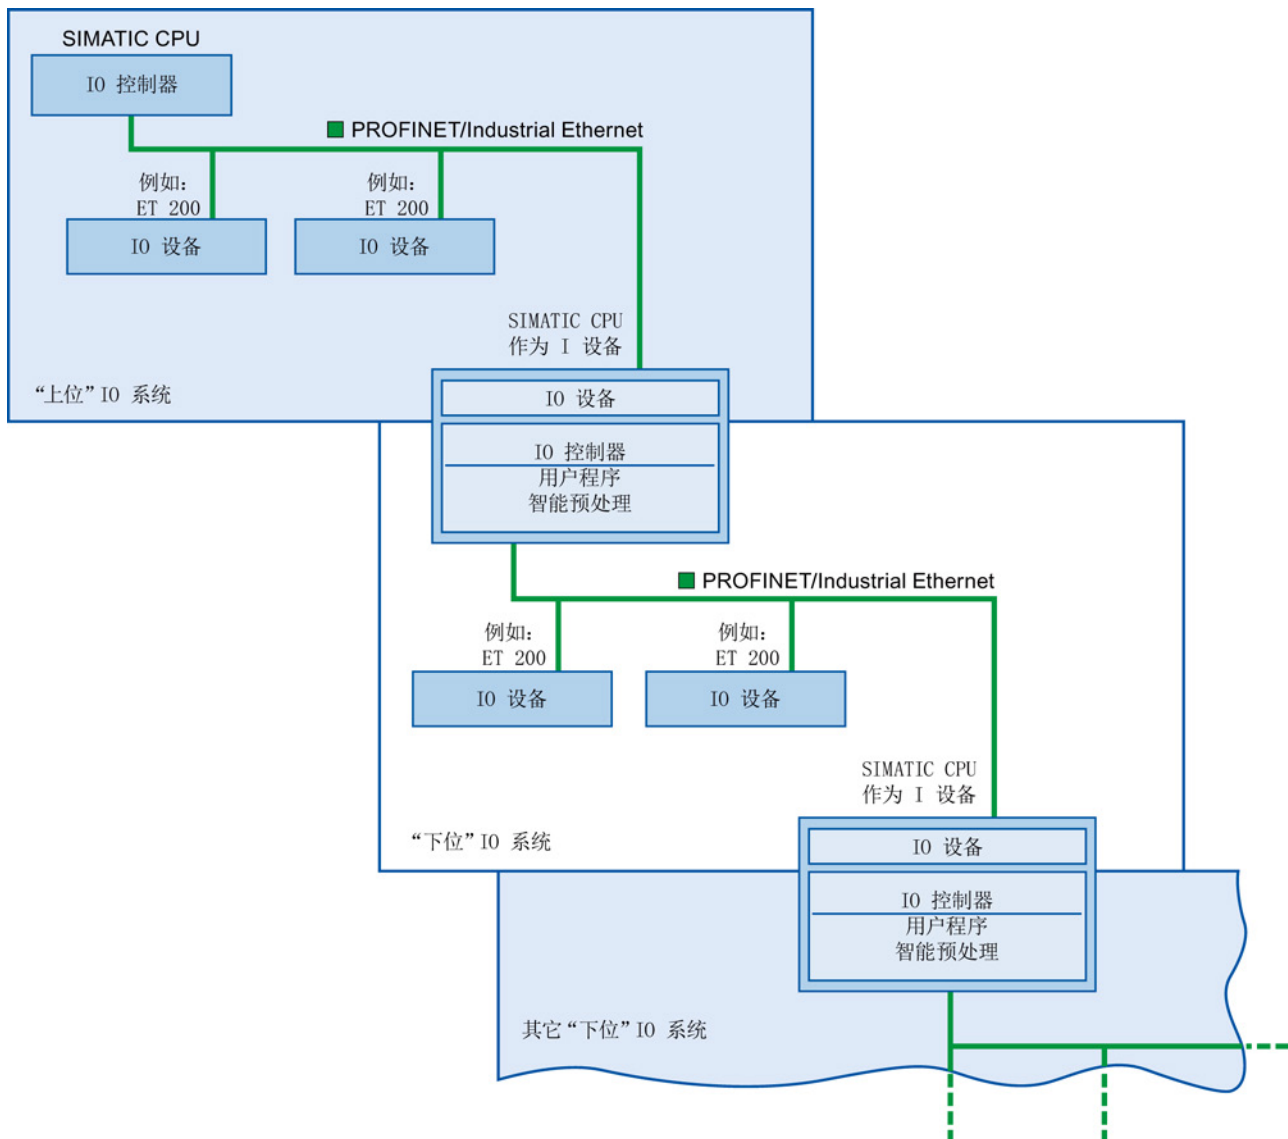 SIMATIC CPU
IO 控制器
PROFINET/Industrial Ethernet
例如:
ET 200
IO 设备
例如:
ET 200
IO 设备
SIMATIC CPU
作为 I 设备
“上位”IO 系统
IO 设备
IO 控制器
用户程序
智能预处理
PROFINET/Industrial Ethernet
例如:
ET 200
IO 设备
例如:
ET 200
IO 设备
SIMATIC CPU
作为 I 设备
“下位”IO 系统
IO 设备
IO 控制器
用户程序
智能预处理
其它“下位”IO 系统